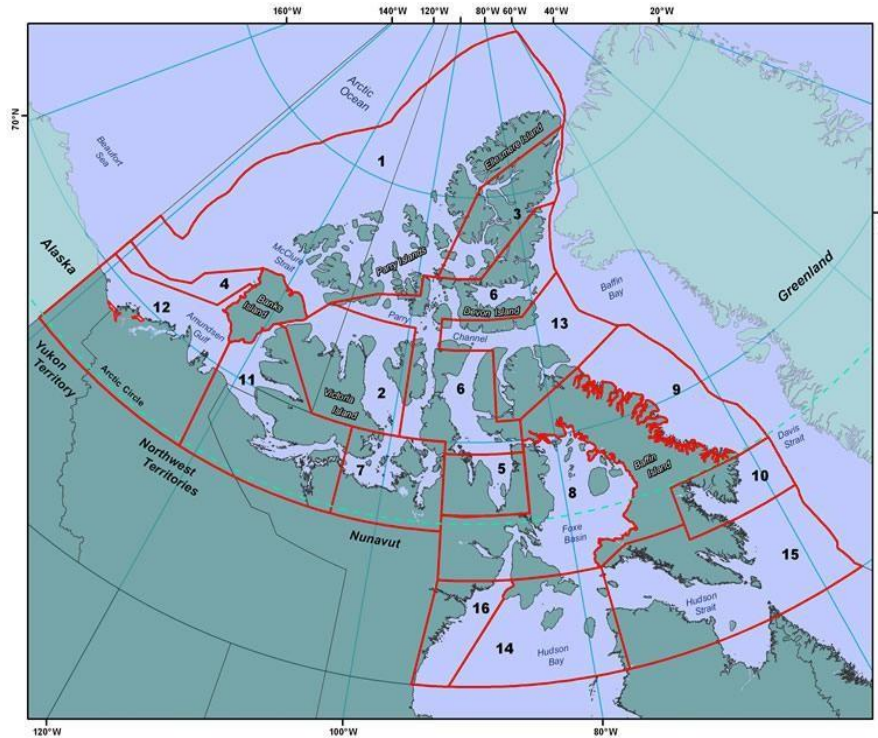 160°W
140°W
120°W
80°W
60°W
40°W
20°W
70°N
Arctic
Ocean
Beaufort
Sea
1
Ellesmere Island
3
McClure
Strait
Parry Islands
Alaska
4
Banks
Island
12
Amundsen
Gulf
6
Devon Island
Parry
Channel
Baffin
Bay
13
Greenland
9
Yukon
Territory
Arctic Circle
11
Victoria
Island
2
6
Davis
Strait
Northwest
Territories
7
5
8
Baffin
Island
10
Nunavut
Foxe
Basin
15
16
14
Hudson
Bay
Hudson
Strait
120°W
100°W
80°W